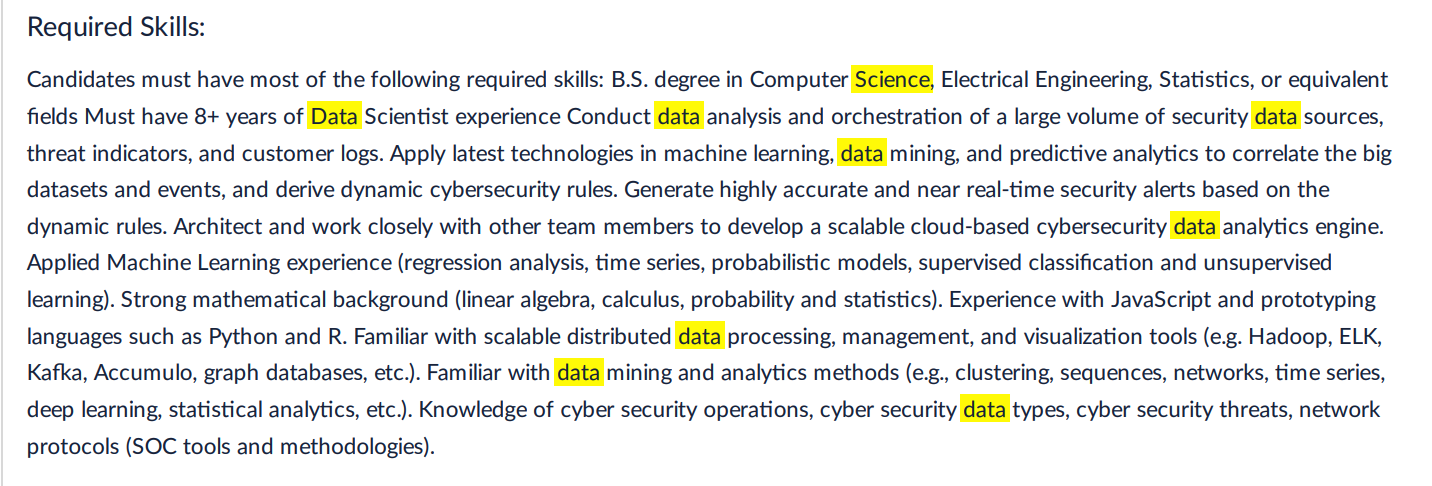 Required Skills:
Candidates must have most of the following required skills: B.S. degree in Computer Science, Electrical Engineering, Statistics, or equivalent
fields Must have 8+ years of Data Scientist experience Conduct data analysis and orchestration of a large volume of security data sources,
threat indicators, and customer logs. Apply latest technologies in machine learning, data mining, and predictive analytics to correlate the big
datasets and events, and derive dynamic cybersecurity rules. Generate highly accurate and near real-time security alerts based on the
dynamic rules. Architect and work closely with other team members to develop a scalable cloud-based cybersecurity data analytics engine.
Applied Machine Learning experience (regression analysis, time series, probabilistic models, supervised classification and unsupervised
learning). Strong mathematical background (linear algebra, calculus, probability and statistics). Experience with JavaScript and prototyping
languages such as Python and R. Familiar with scalable distributed data processing, management, and visualization tools (e.g. Hadoop, ELK,
Kafka, Accumulo, graph databases, etc.). Familiar with data mining and analytics methods (e.g., clustering, sequences, networks, time series,
deep learning, statistical analytics, etc.). Knowledge of cyber security operations, cyber security data types, cyber security threats, network
protocols (SOC tools and methodologies).